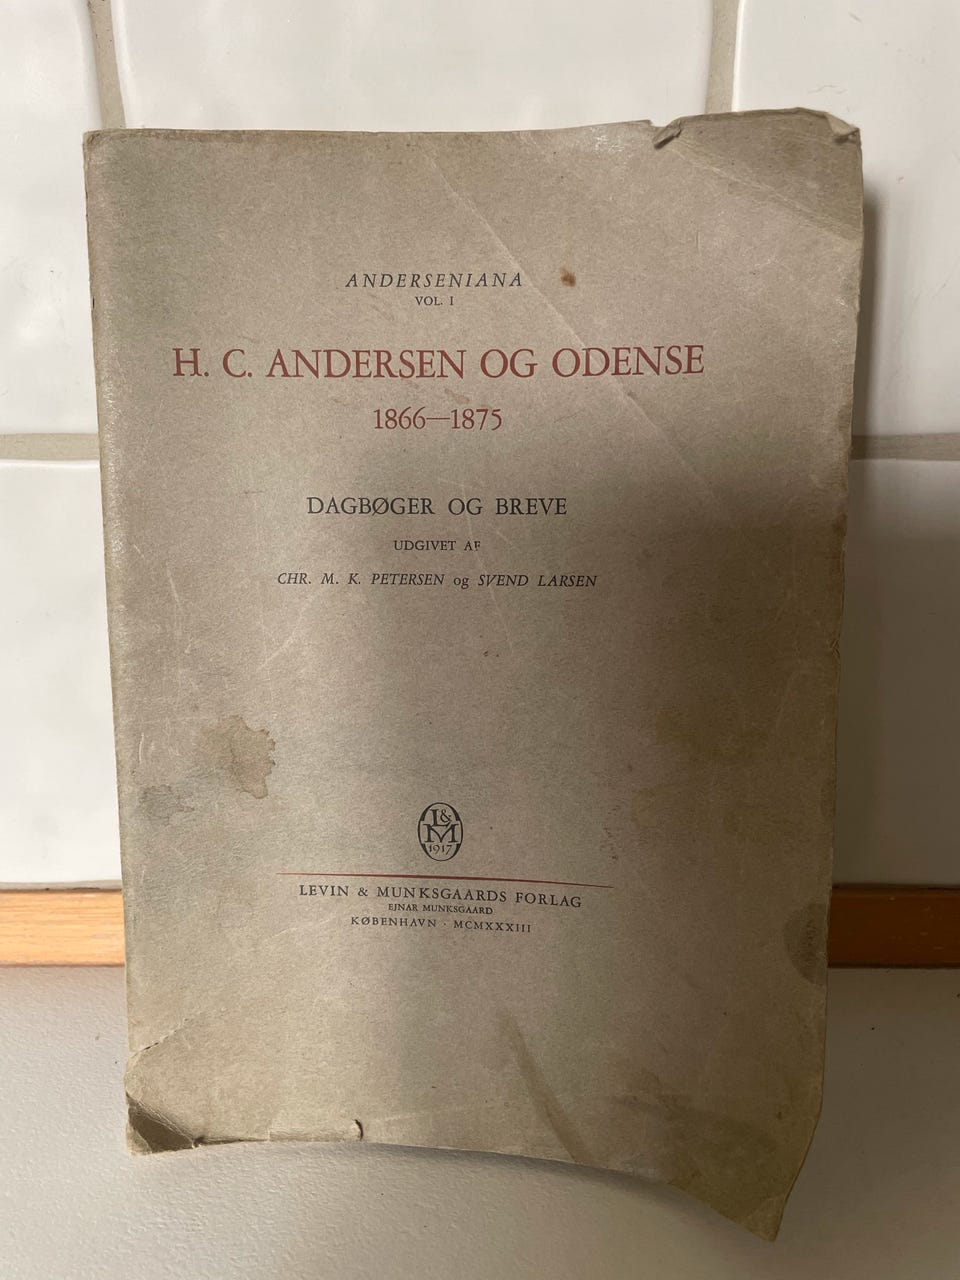 ANDERSENIANA
VOL. I
H. C. ANDERSEN OG ODENSE
1866—1875
DAGBØGER OG BREVE
UDGIVET AF
CHR. M. K. PETERSEN og SVEND LARSEN
L&
M
1917
LEVIN & MUNKSGAARDS FORLAG
EJNAR MUNKSGAARD
KØBENHAVN · MCMXXXIII